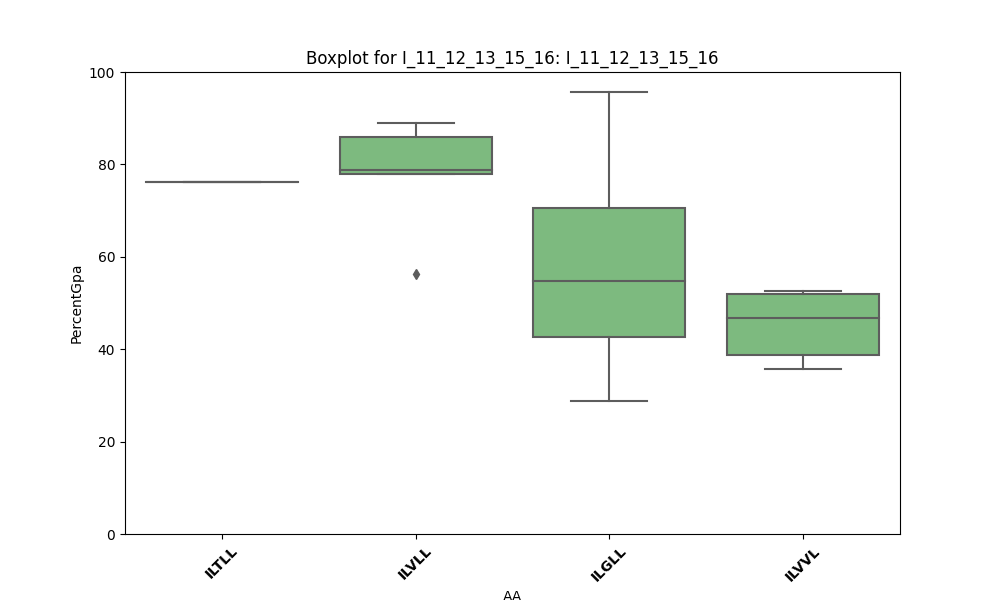 Boxplot for I_11_12_13_15_16: I_11_12_13_15_16
100
80
60
40
20
0
PercentGpa
ILTLL
ILVLL
ILGLL
ILVVL
AA